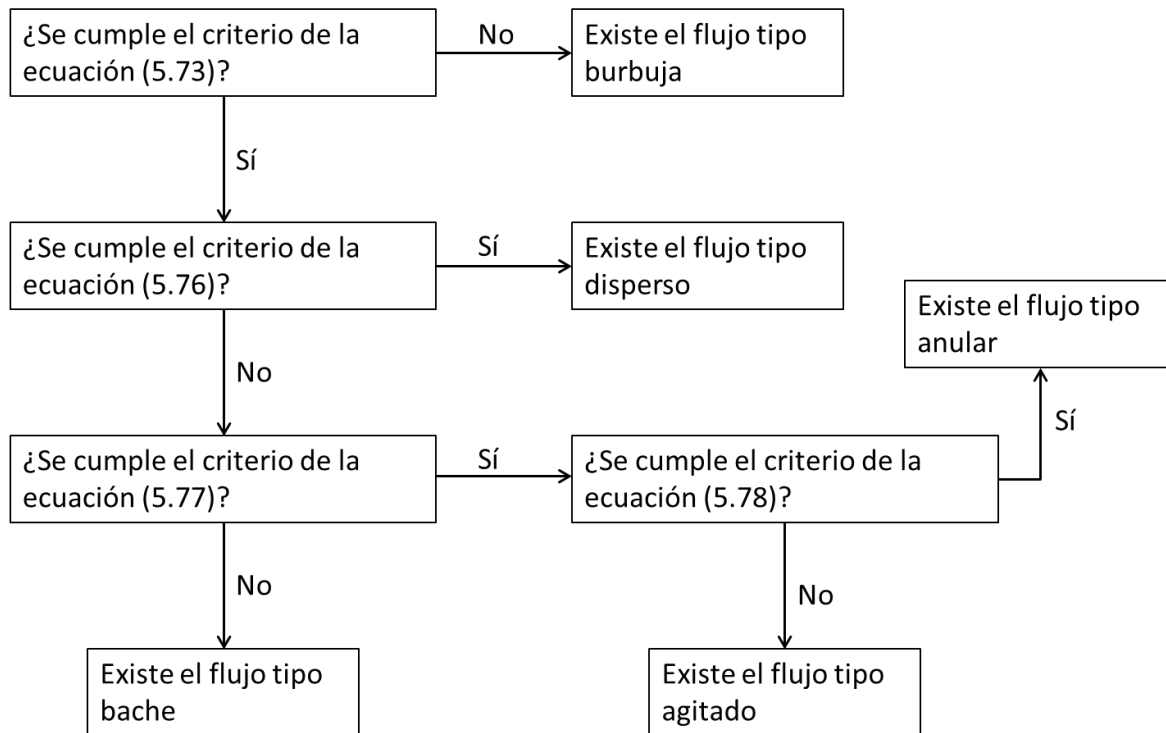 ¿Se cumple el criterio de la
ecuación (5.73)?
No
Existe el flujo tipo
burbuja
Sí
¿Se cumple el criterio de la
ecuación (5.76)?
Sí
Existe el flujo tipo
disperso
Existe el flujo tipo
anular
No
Sí
¿Se cumple el criterio de la
ecuación (5.77)?
Sí
¿Se cumple el criterio de la
ecuación (5.78)?
No
No
Existe el flujo tipo
bache
Existe el flujo tipo
agitado